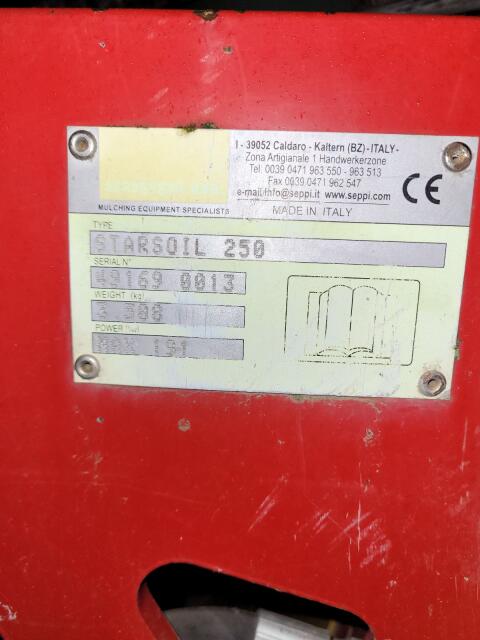 I - 39052 Caldaro - Kaltern (BZ) - ITALY -
Zona Artigianale 1 Handwerkerzone
Tel. 0039 0471 963 550 - 963 513
Fax 0039 0471 962 547
e-mail info@seppi.it www.seppi.com
MULCHING EQUIPMENT SPECIALISTS
MADE IN ITALY
CE
TYPE
STARSOIL 250
SERIAL N°
49169 0013
WEIGHT (kg)
POWER (kw)
MAX